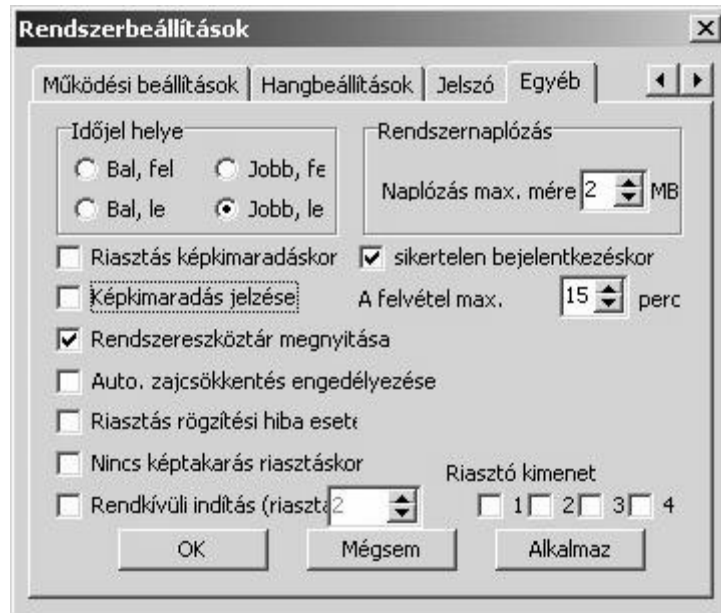 Rendszerbeállítások
Működési beállítások Hangbeállítások Jelszó Egyéb
Időjel helye
Bal, fel Jobb, fe
Bal, le Jobb, le
Rendszernaplózás
Naplózás max. mére 2 MB
Riasztás képkimaradáskor sikertelen bejelentkezéskor
Képkimaradás jelzése A felvétel max. 15 perc
Rendszereszköztár megnyitása
Auto. zajcsökkentés engedélyezése
Riasztás rögzítési hiba esete
Nincs képtakarás riasztáskor
Riasztó kimenet
Rendkívüli indítás (riaszta 2 1 2 3 4
OK Mégsem Alkalmaz